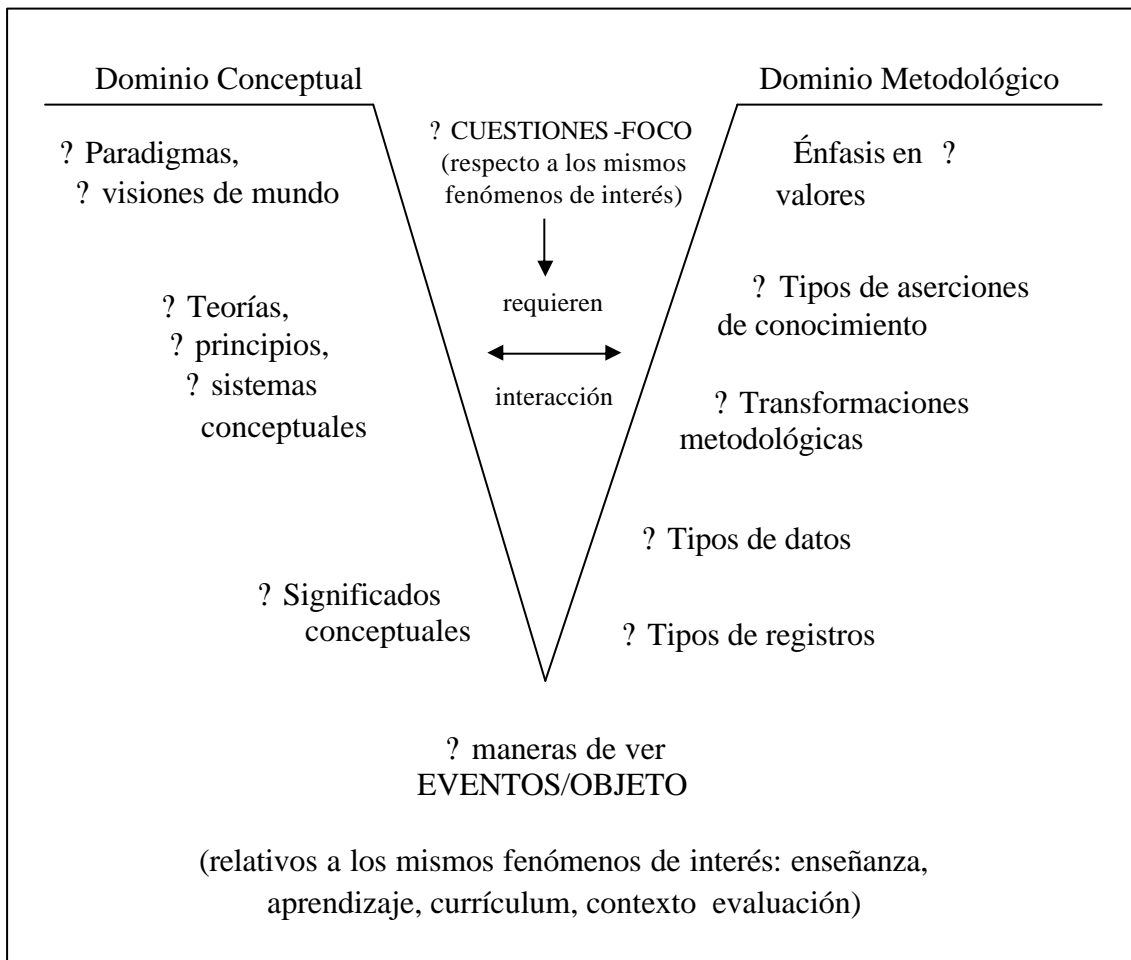 Dominio Conceptual
Dominio Metodológico
? Paradigmas,
? visiones de mundo
? CUESTIONES -FOCO
(respecto a los mismos
fenómenos de interés)
Énfasis en ?
valores
? Teorías,
? principios,
? sistemas
conceptuales
requieren
interacción
? Tipos de aserciones
de conocimiento
? Transformaciones
metodológicas
? Tipos de datos
? Significados
conceptuales
? Tipos de registros
? maneras de ver
EVENTOS/OBJETO
(relativos a los mismos fenómenos de interés: enseñanza,
aprendizaje, currículum, contexto evaluación)